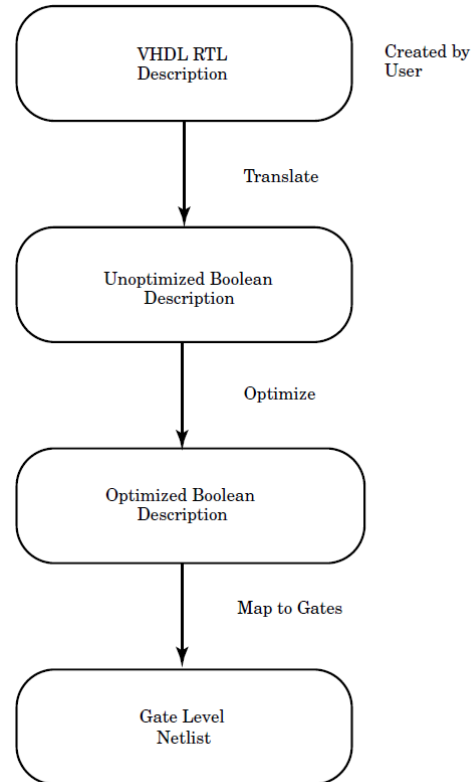 VHDL RTL
Description
Created by
User
Translate
Unoptimized Boolean
Description
Optimize
Optimized Boolean
Description
Map to Gates
Gate Level
Netlist